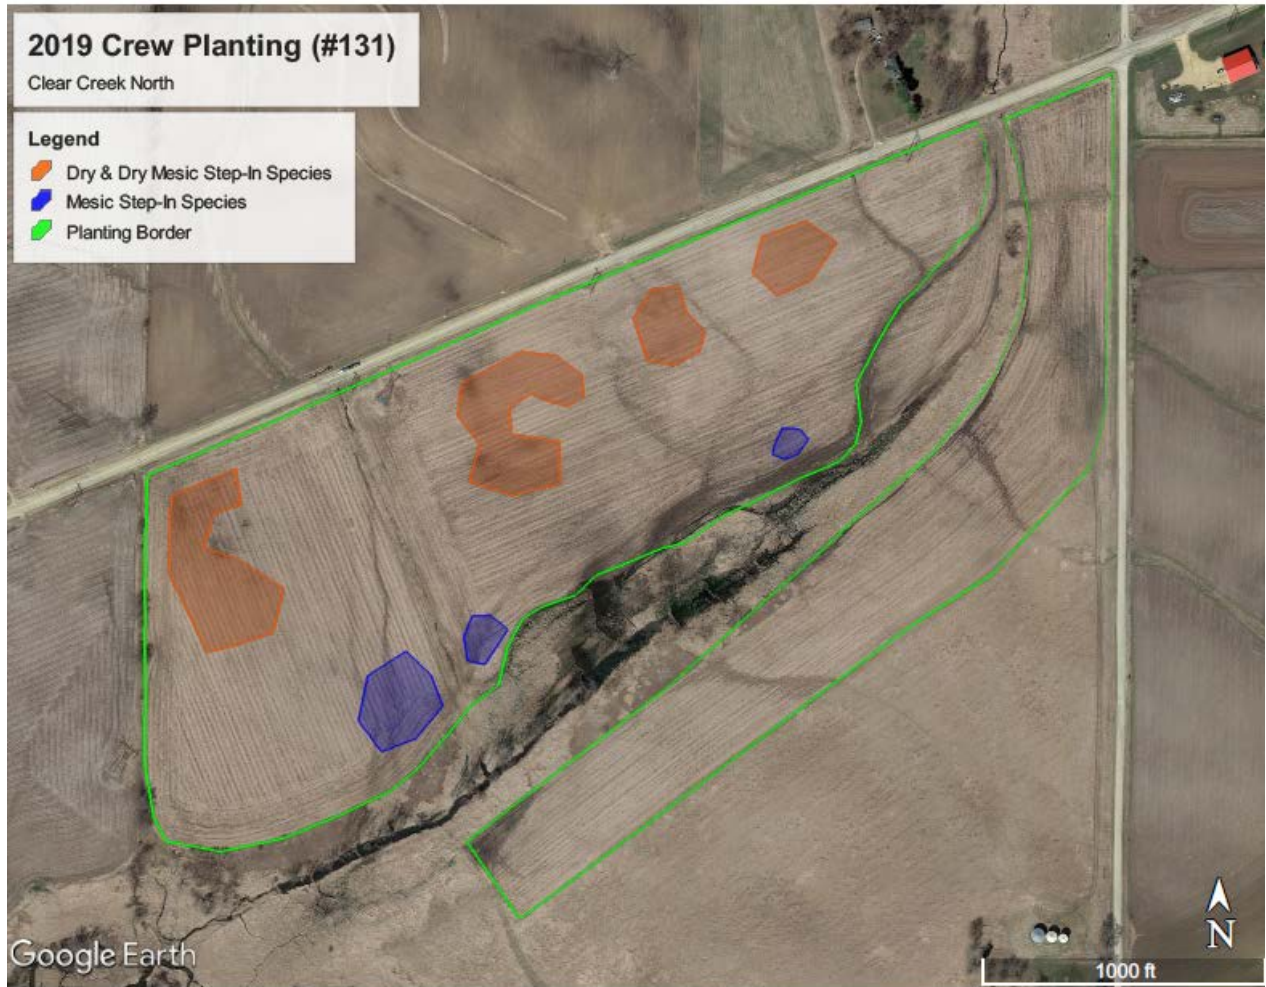 2019 Crew Planting (#131)
Clear Creek North
Legend
Dry & Dry Mesic Step-In Species
Mesic Step-In Species
Planting Border
Google Earth
N
1000 ft